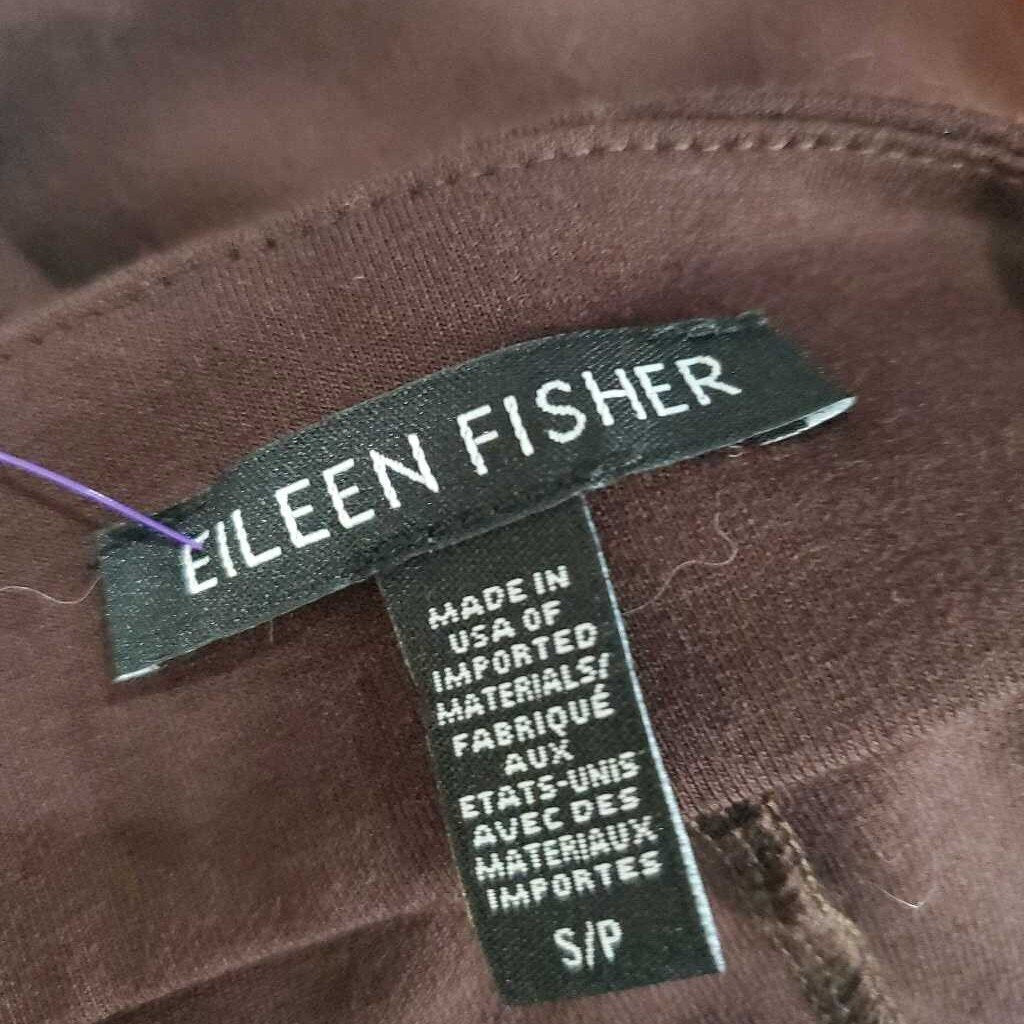 EILEEN FISHER
MADE IN
USA OF
IMPORTED
MATERIALS/
FABRIQUÉ
AUX
ETATS-UNIS
AVEC DES
MATERIAUX
IMPORTES
S/P